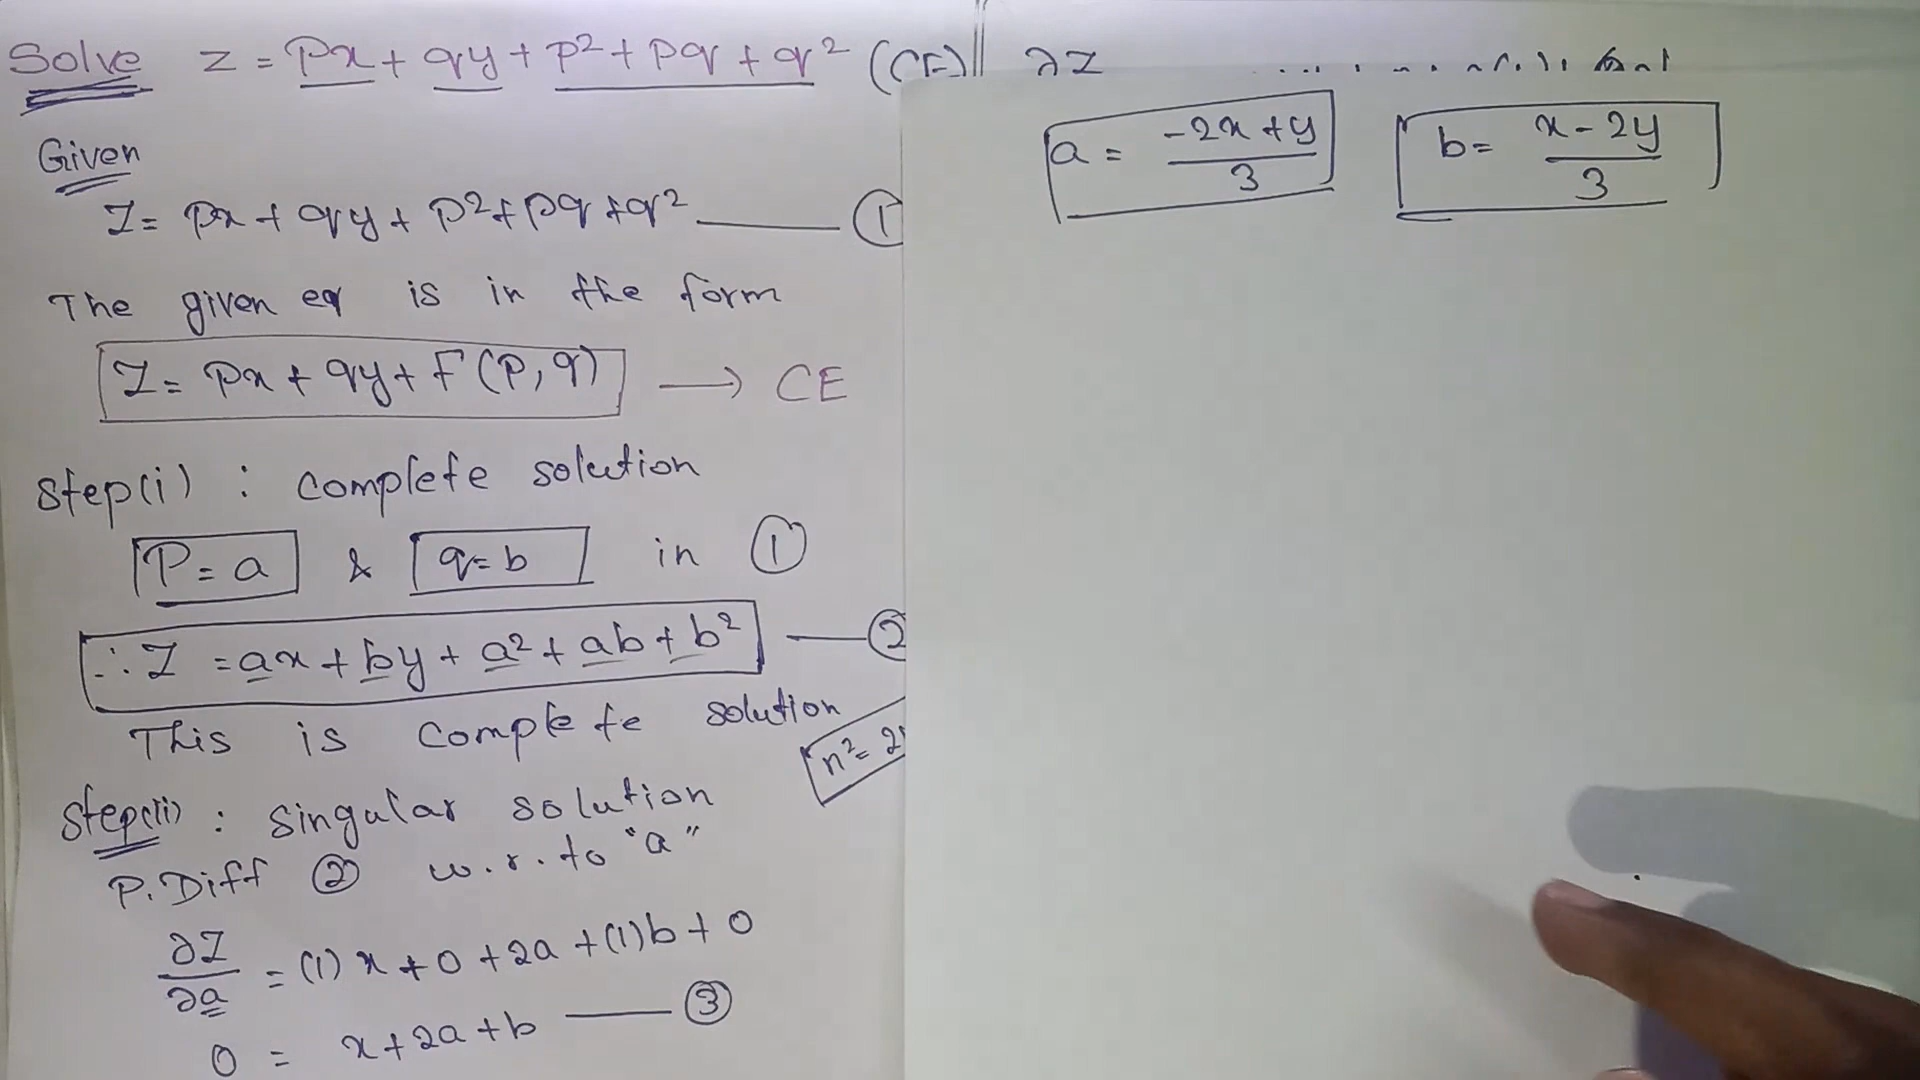 Solve z = px + qy + p² + pq + q² (CE)
Given
Z = px + qy + p² + pq + q² —— ①
The given eq is in the form
Z = px + qy + F(p, q) → CE
Step(i) : complete solution
P = a & q = b in ①
∴ Z = ax + by + a² + ab + b² —— ②
This is complete solution
n² = 2
Step(ii) : singular solution
P. Diff ② w.r.to "a"
∂Z/∂a = (1) x + 0 + 2a + (1)b + 0
0 = x + 2a + b —— ③
∂Z
a = (-2x + y)/3 b = (x - 2y)/3